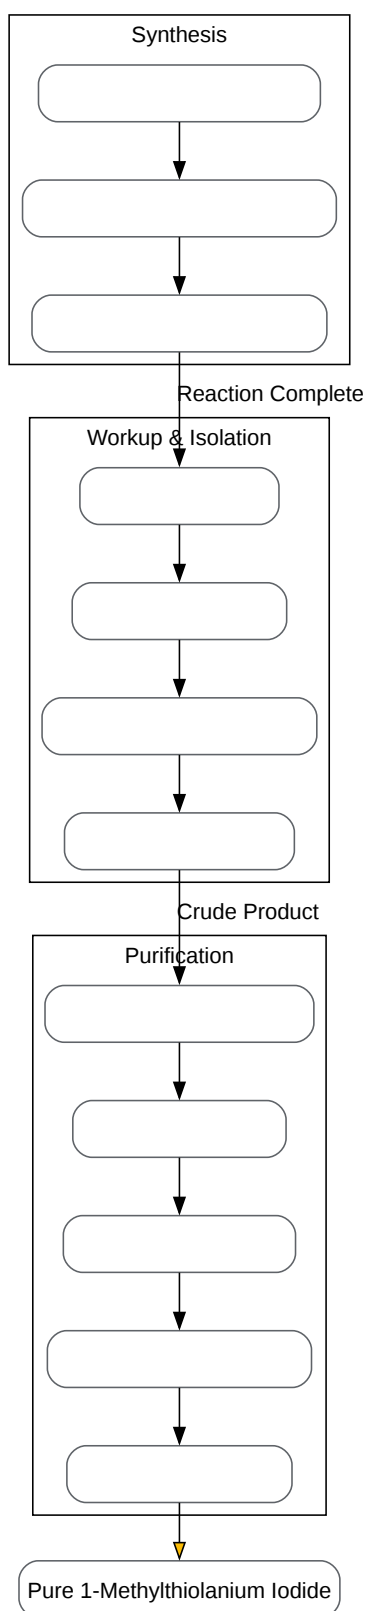 Synthesis
Reaction Complete
Workup & Isolation
Crude Product
Purification
Pure 1-Methylthiolanium Iodide